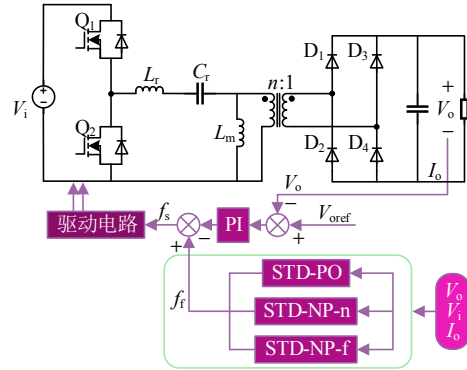 Q₁
Q₂
Vᵢ
Lᵣ
Cᵣ
Lₘ
n:1
D₁ D₃
D₂ D₄
+
Vₒ
−
Iₒ
Vₒ
−
驱动电路
fₛ
+
−
PI
+
Vₒᵣₑf
f_f
STD-PO
STD-NP-n
STD-NP-f
Vₒ
Vᵢ
Iₒ